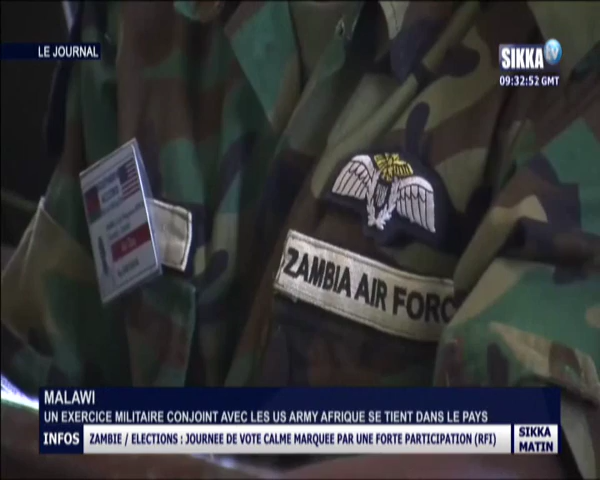 LE JOURNAL
SIKKA TV
09:32:52 GMT
ZAMBIA AIR FORC
MALAWI
UN EXERCICE MILITAIRE CONJOINT AVEC LES US ARMY AFRIQUE SE TIENT DANS LE PAYS
INFOS
ZAMBIE / ELECTIONS : JOURNEE DE VOTE CALME MARQUEE PAR UNE FORTE PARTICIPATION (RFI)
SIKKA
MATIN